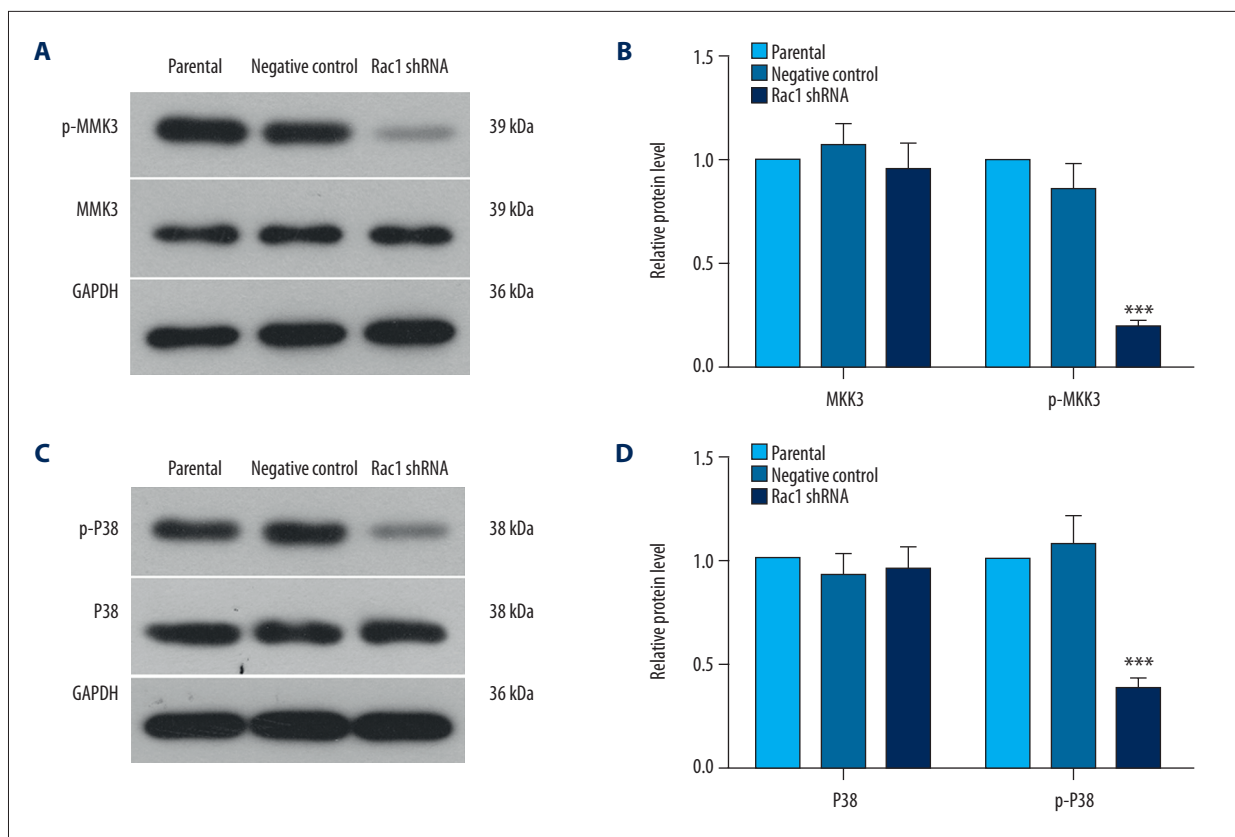 A
Parental Negative control Rac1 shRNA
p-MMK3 39 kDa
MMK3 39 kDa
GAPDH 36 kDa
B
Parental
Negative control
Rac1 shRNA
1.5
1.0
0.5
0.0
Relative protein level
***
MKK3 p-MKK3
C
Parental Negative control Rac1 shRNA
p-P38 38 kDa
P38 38 kDa
GAPDH 36 kDa
D
Parental
Negative control
Rac1 shRNA
1.5
1.0
0.5
0.0
Relative protein level
***
P38 p-P38